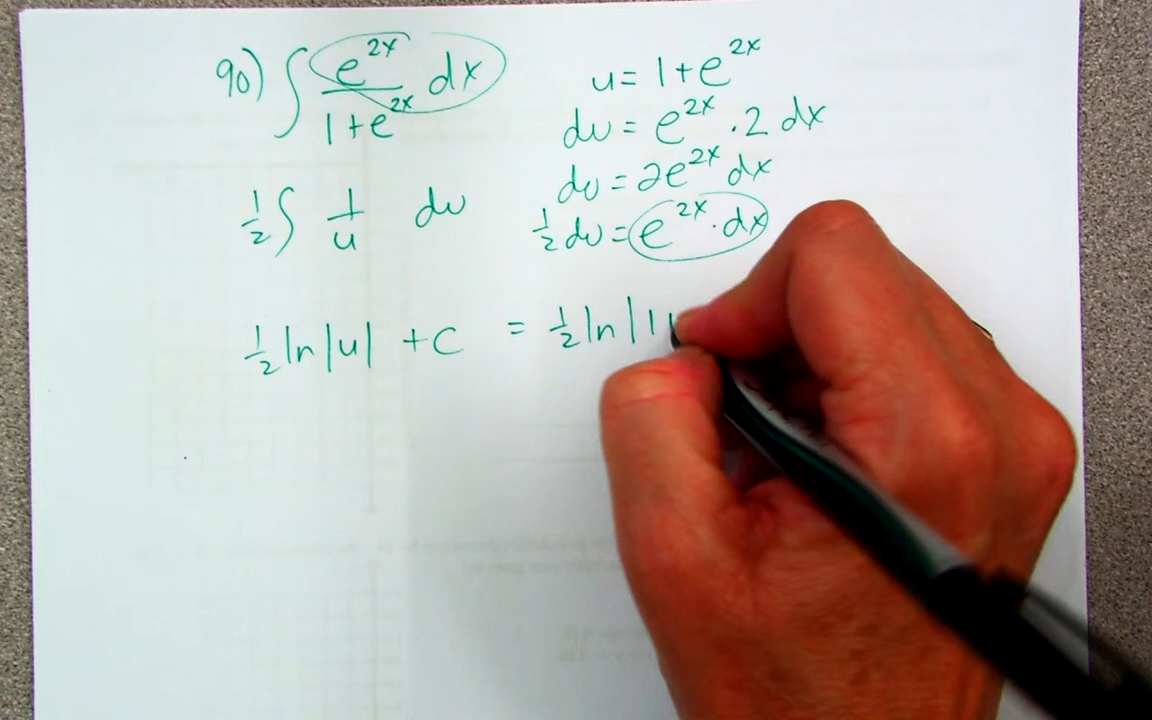 90) ∫ e^2x / 1+e^2x dx
u = 1+e^2x
du = e^2x · 2 dx
du = 2e^2x dx
1/2 ∫ 1/u du
1/2 du = e^2x · dx
1/2 ln|u| + C = 1/2 ln|1